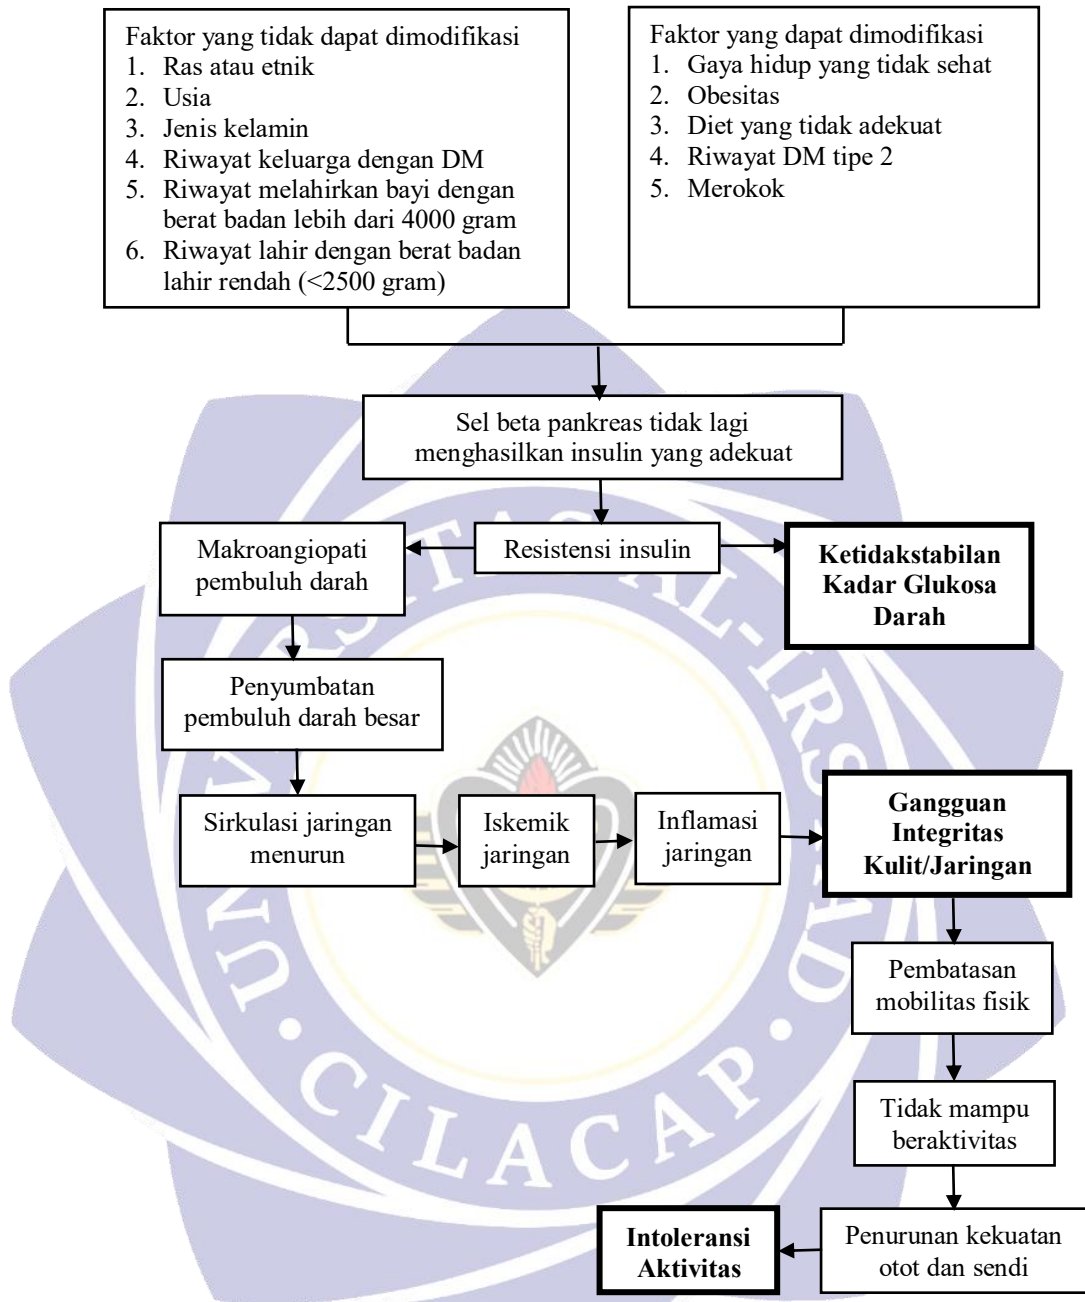 Faktor yang tidak dapat dimodifikasi
1. Ras atau etnik
2. Usia
3. Jenis kelamin
4. Riwayat keluarga dengan DM
5. Riwayat melahirkan bayi dengan
berat badan lebih dari 4000 gram
6. Riwayat lahir dengan berat badan
lahir rendah (<2500 gram)
Faktor yang dapat dimodifikasi
1. Gaya hidup yang tidak sehat
2. Obesitas
3. Diet yang tidak adekuat
4. Riwayat DM tipe 2
5. Merokok
Sel beta pankreas tidak lagi
menghasilkan insulin yang adekuat
Makroangiopati
pembuluh darah
Resistensi insulin
Ketidakstabilan
Kadar Glukosa
Darah
Penyumbatan
pembuluh darah besar
Sirkulasi jaringan
menurun
Iskemik
jaringan
Inflamasi
jaringan
Gangguan
Integritas
Kulit/Jaringan
Pembatasan
mobilitas fisik
Tidak mampu
beraktivitas
Penurunan kekuatan
otot dan sendi
Intoleransi
Aktivitas
UNIVERSITAS AL-IRSYAD
CILACAP